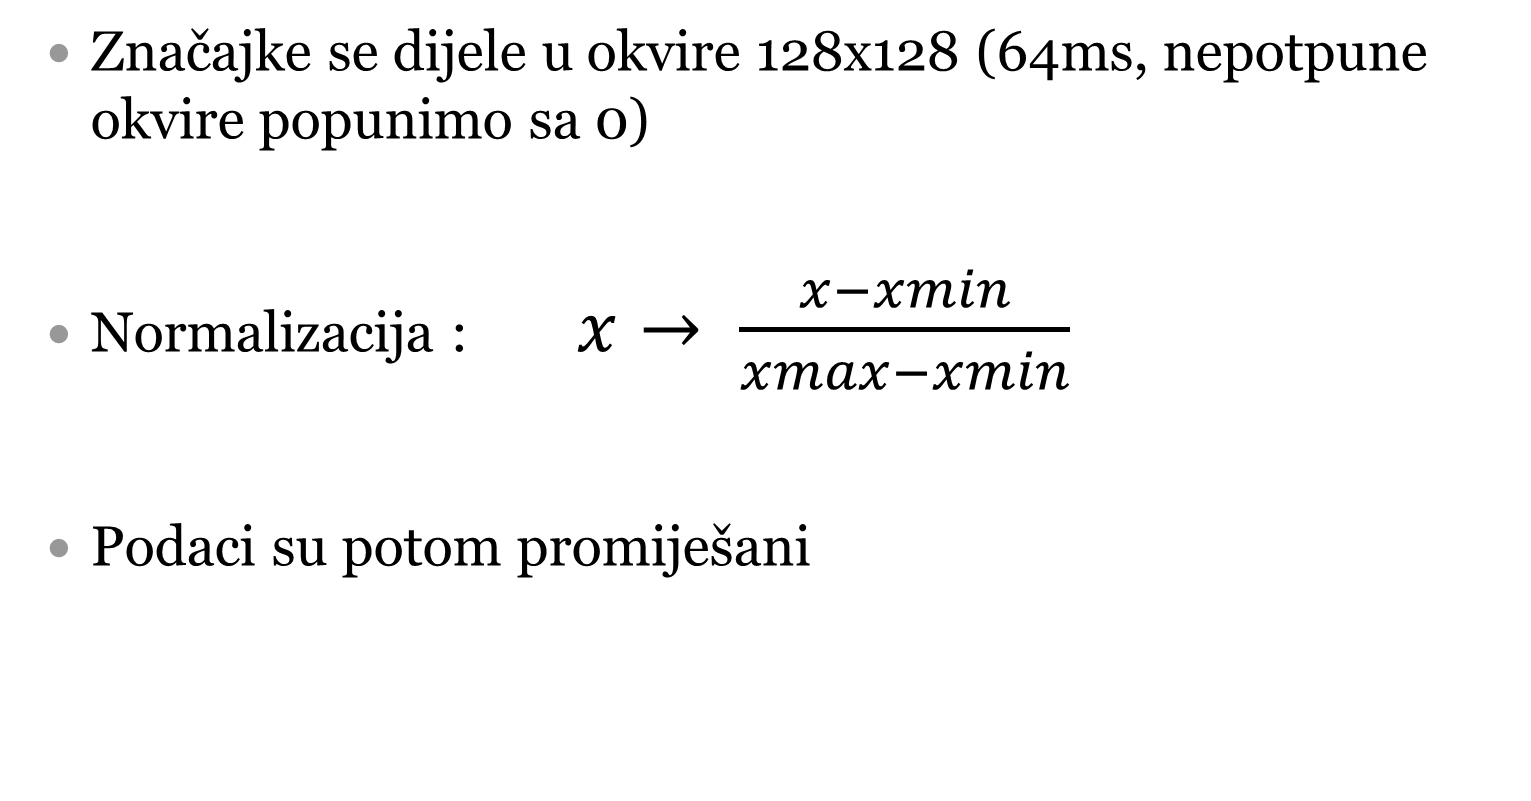 • Značajke se dijele u okvire 128x128 (64ms, nepotpune
okvire popunimo sa 0)
• Normalizacija : x → x−xmin / xmax−xmin
• Podaci su potom promiješani